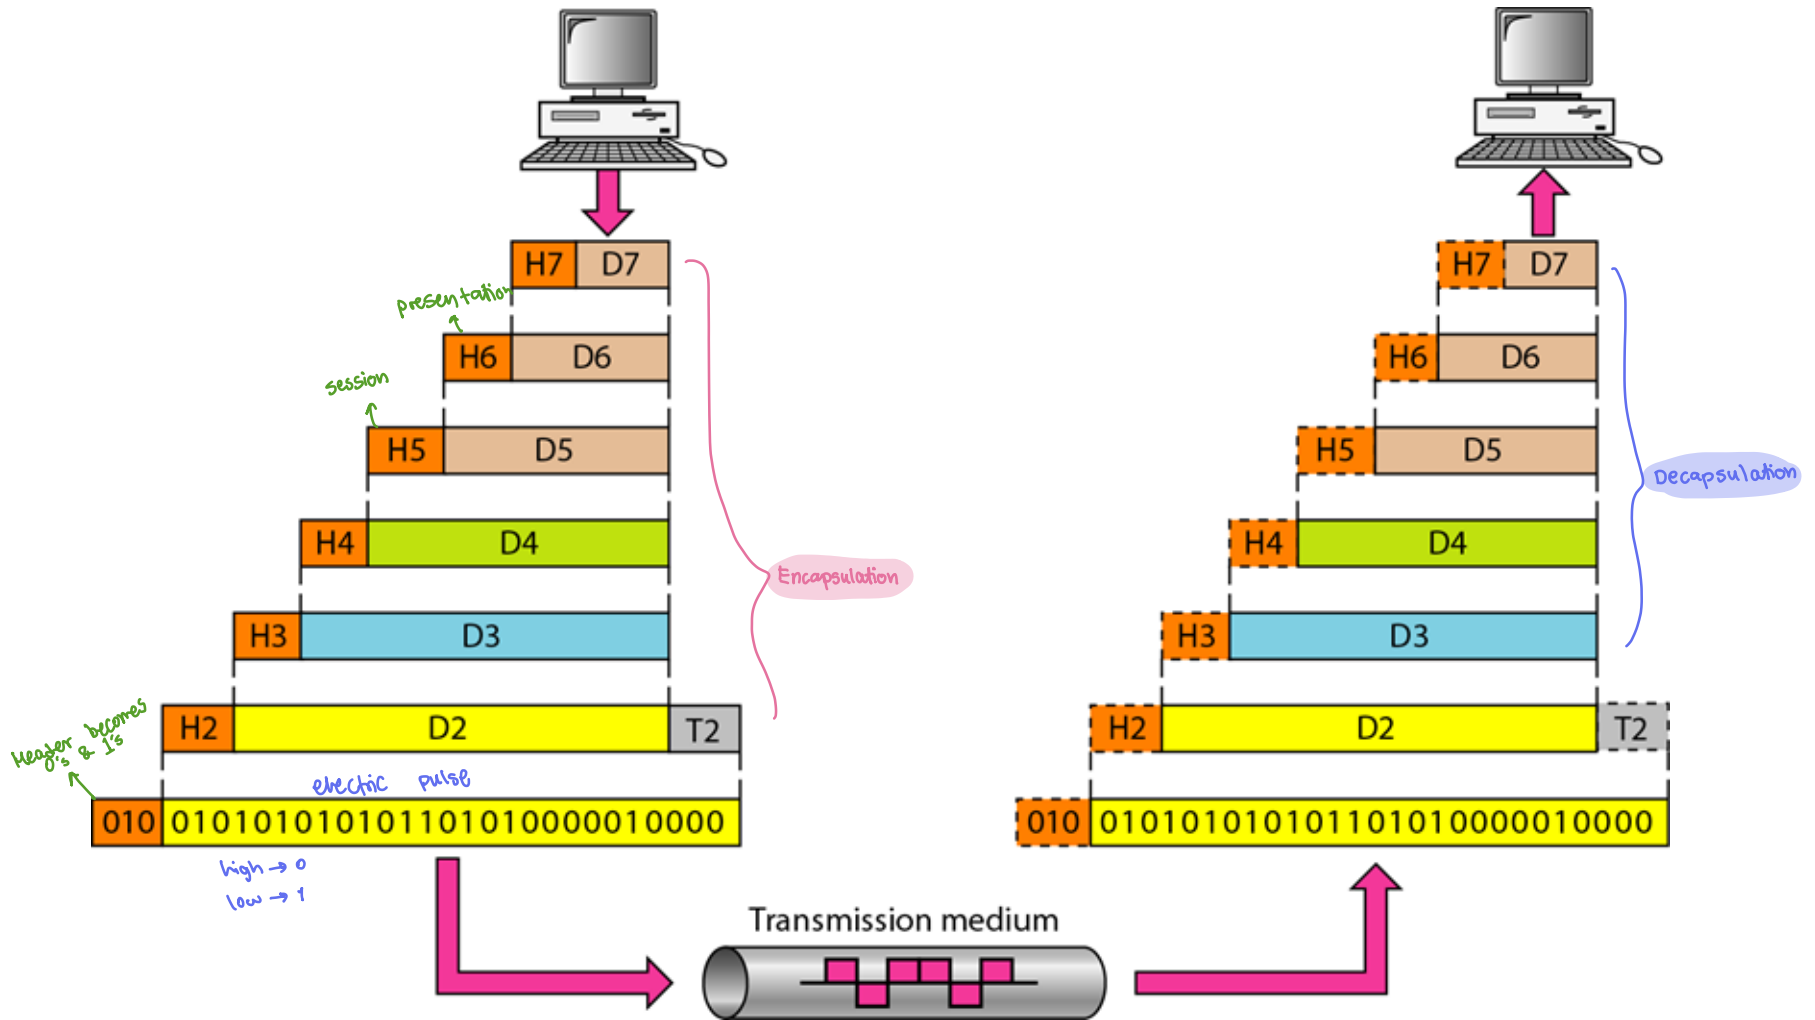 H7 D7
presentation
H6 D6
session
H5 D5
H4 D4
Encapsulation
H3 D3
Header becomes
0's & 1's
H2 D2 T2
electric pulse
010 010101010101101010000010000
high → 0
low → 1
Transmission medium
H7 D7
H6 D6
H5 D5
Decapsulation
H4 D4
H3 D3
H2 D2 T2
010 010101010101101010000010000